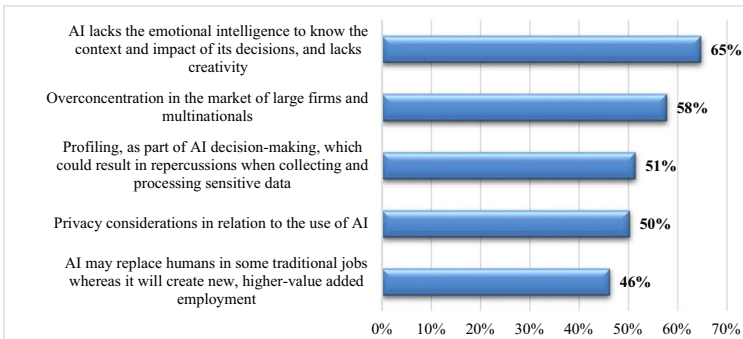 AI lacks the emotional intelligence to know the
context and impact of its decisions, and lacks
creativity
65%
Overconcentration in the market of large firms and
multinationals
58%
Profiling, as part of AI decision-making, which
could result in repercussions when collecting and
processing sensitive data
51%
Privacy considerations in relation to the use of AI
50%
AI may replace humans in some traditional jobs
whereas it will create new, higher-value added
employment
46%
0% 10% 20% 30% 40% 50% 60% 70%